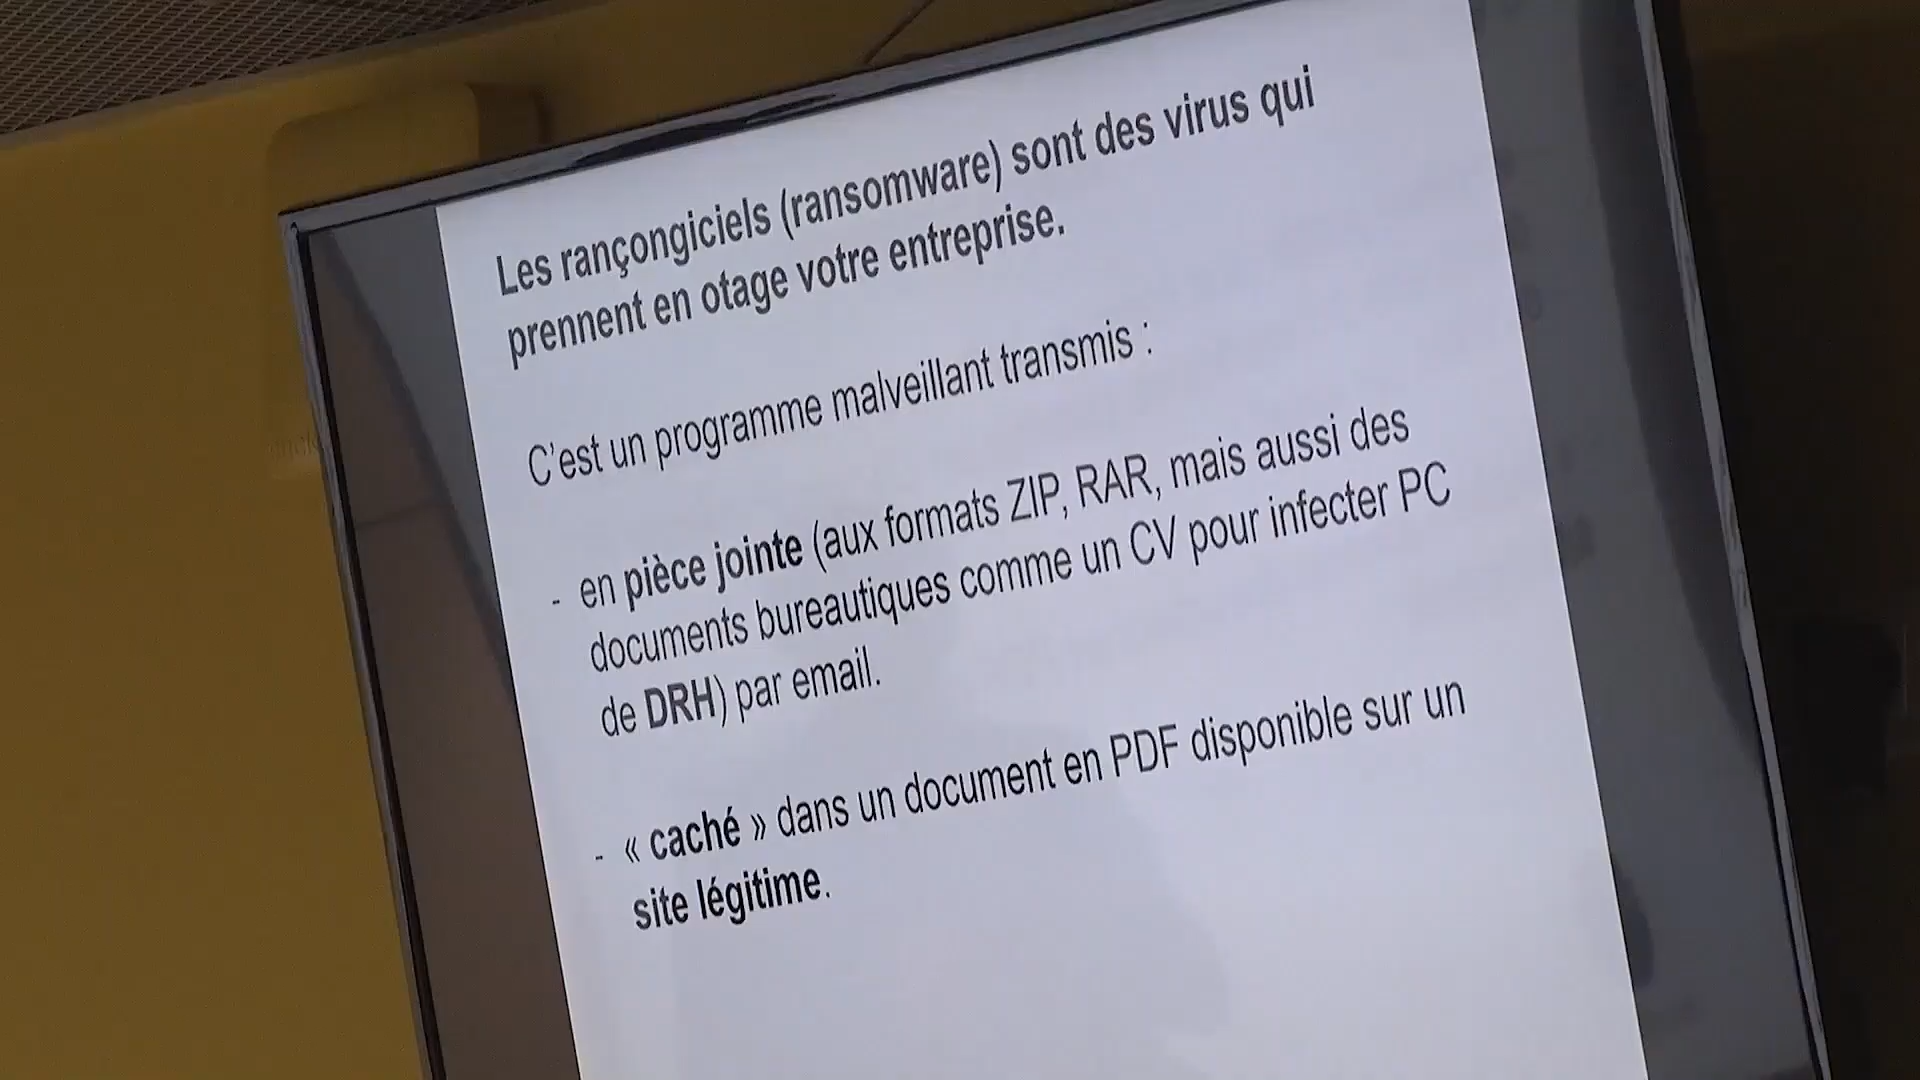 Les rançongiciels (ransomware) sont des virus qui
prennent en otage votre entreprise.
C'est un programme malveillant transmis :
- en pièce jointe (aux formats ZIP, RAR, mais aussi des
documents bureautiques comme un CV pour infecter PC
de DRH) par email.
- « caché » dans un document en PDF disponible sur un
site légitime.